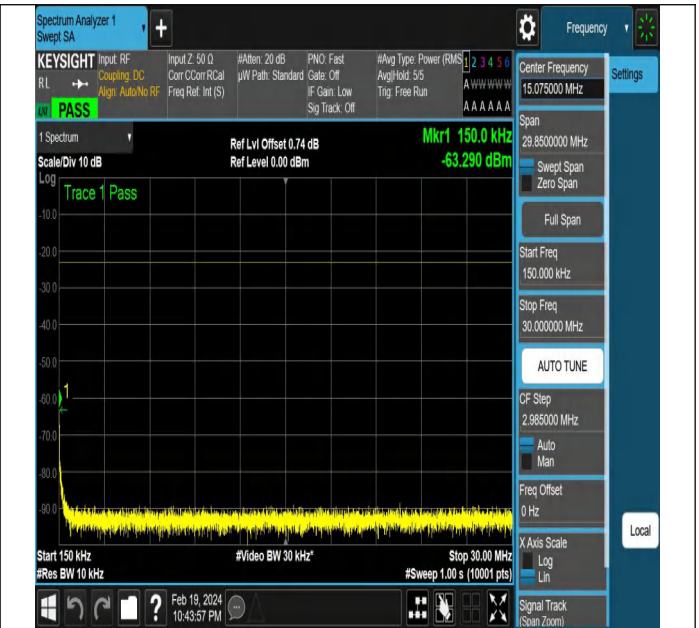 Spectrum Analyzer 1
Swept SA
+
Frequency
KEYSIGHT
RL
PASS
Input: RF
Coupling: DC
Align: Auto/No RF
Input Z: 50 Ω
Corr CCorr RCal
Freq Ref: Int (S)
#Atten: 20 dB
µW Path: Standard
PNO: Fast
Gate: Off
IF Gain: Low
Sig Track: Off
#Avg Type: Power (RMS
Avg|Hold: 5/5
Trig: Free Run
1 2 3 4 5 6
A W W W W W
A A A A A A
1 Spectrum
Scale/Div 10 dB
Ref Lvl Offset 0.74 dB
Ref Level 0.00 dBm
Mkr1 150.0 kHz
-63.290 dBm
Log
Trace 1 Pass
-10.0
-20.0
-30.0
-40.0
-50.0
-60.0
-70.0
-80.0
-90.0
1
Start 150 kHz
#Video BW 30 kHz*
Stop 30.00 MHz
#Res BW 10 kHz
#Sweep 1.00 s (10001 pts)
?
Feb 19, 2024
10:43:57 PM
Center Frequency
15.075000 MHz
Settings
Span
29.8500000 MHz
Swept Span
Zero Span
Full Span
Start Freq
150.000 kHz
Stop Freq
30.000000 MHz
AUTO TUNE
CF Step
2.985000 MHz
Auto
Man
Freq Offset
0 Hz
X Axis Scale
Log
Lin
Local
Signal Track
(Span Zoom)